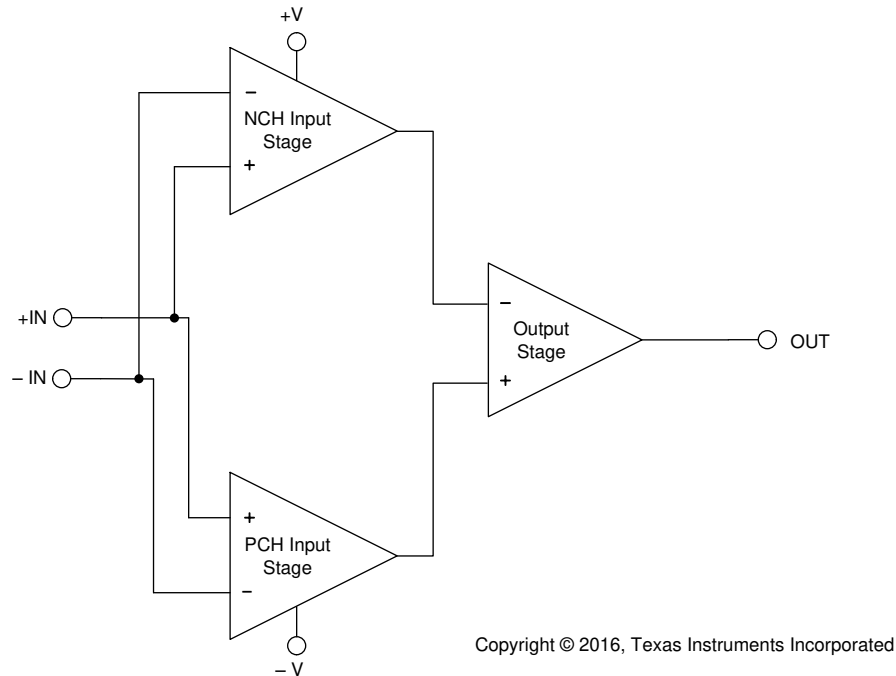 +V
−
NCH Input
Stage
+
+IN
− IN
−
Output
Stage
+
OUT
+
PCH Input
Stage
−
− V
Copyright © 2016, Texas Instruments Incorporated